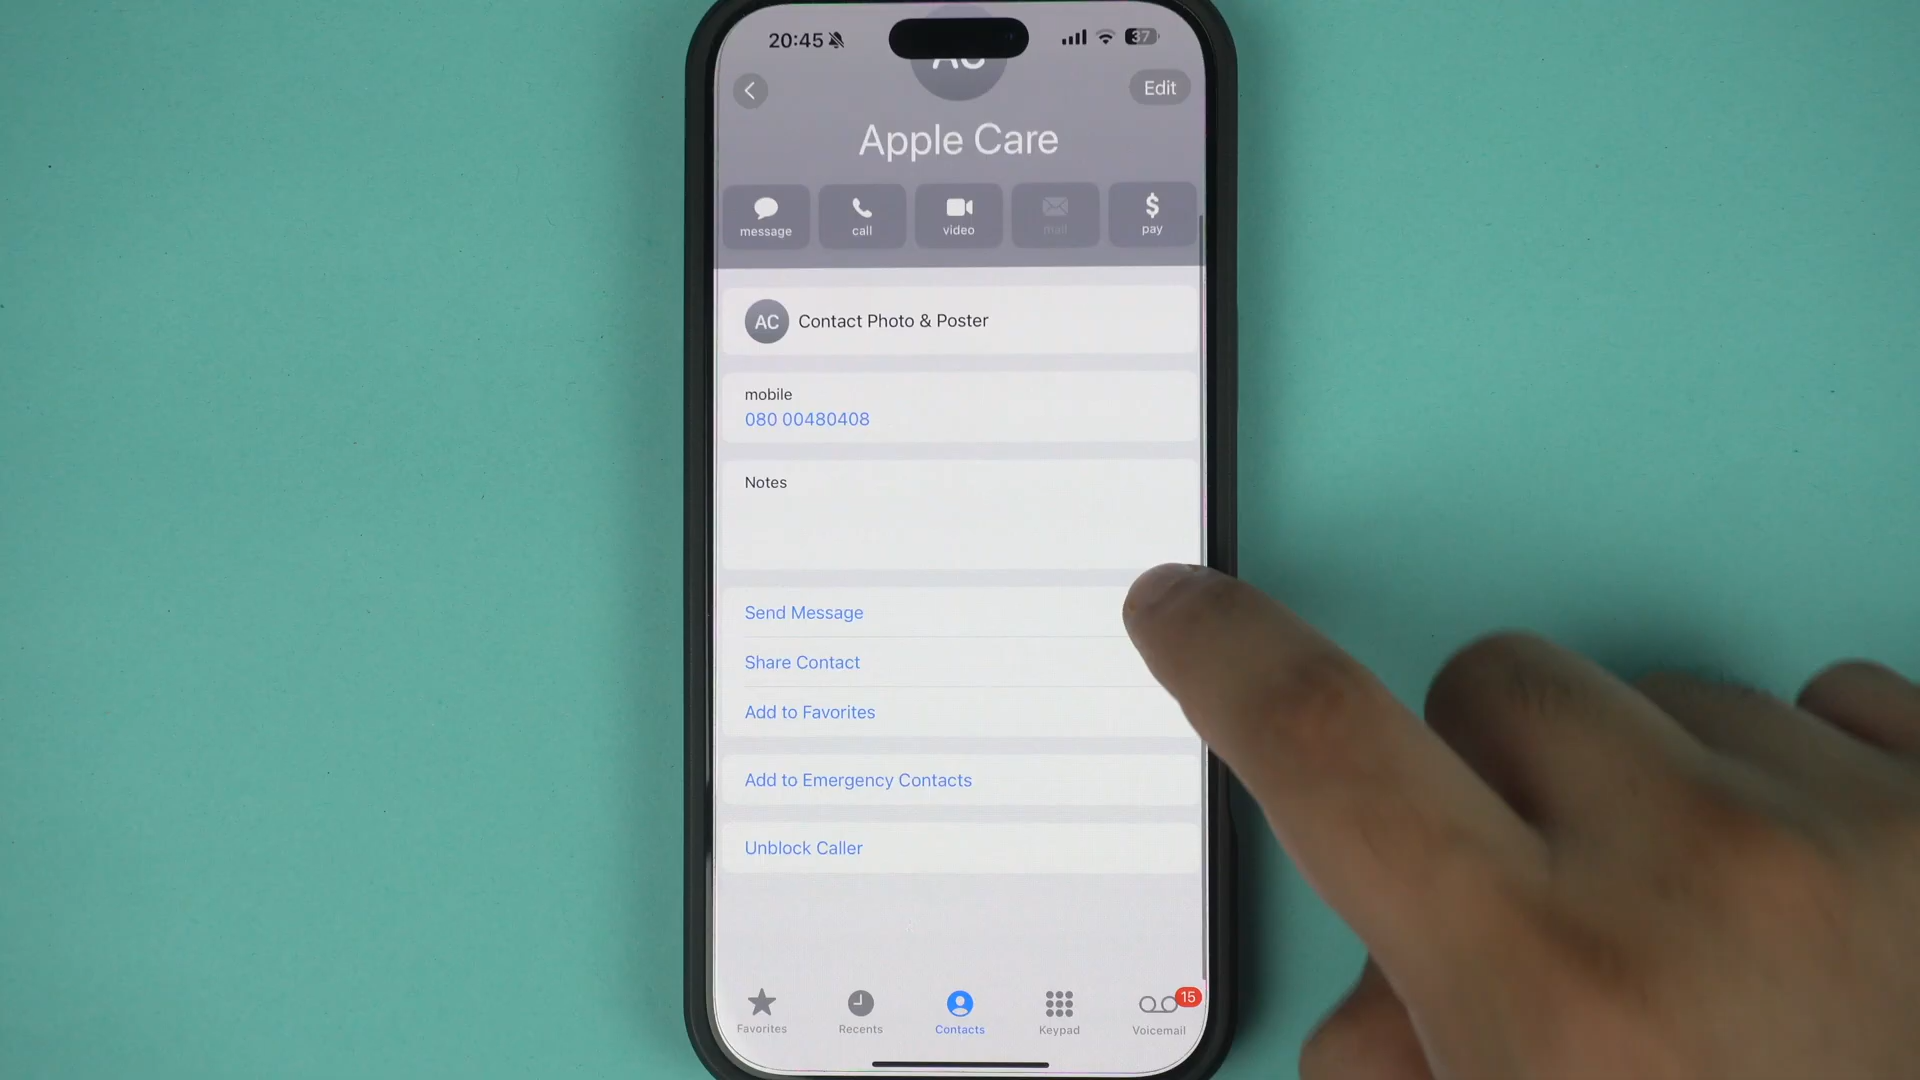 20:45
37
Edit
Apple Care
message
call
video
mail
$
pay
AC
Contact Photo & Poster
mobile
080 00480408
Notes
Send Message
Share Contact
Add to Favorites
Add to Emergency Contacts
Unblock Caller
15
Favorites
Recents
Contacts
Keypad
Voicemail